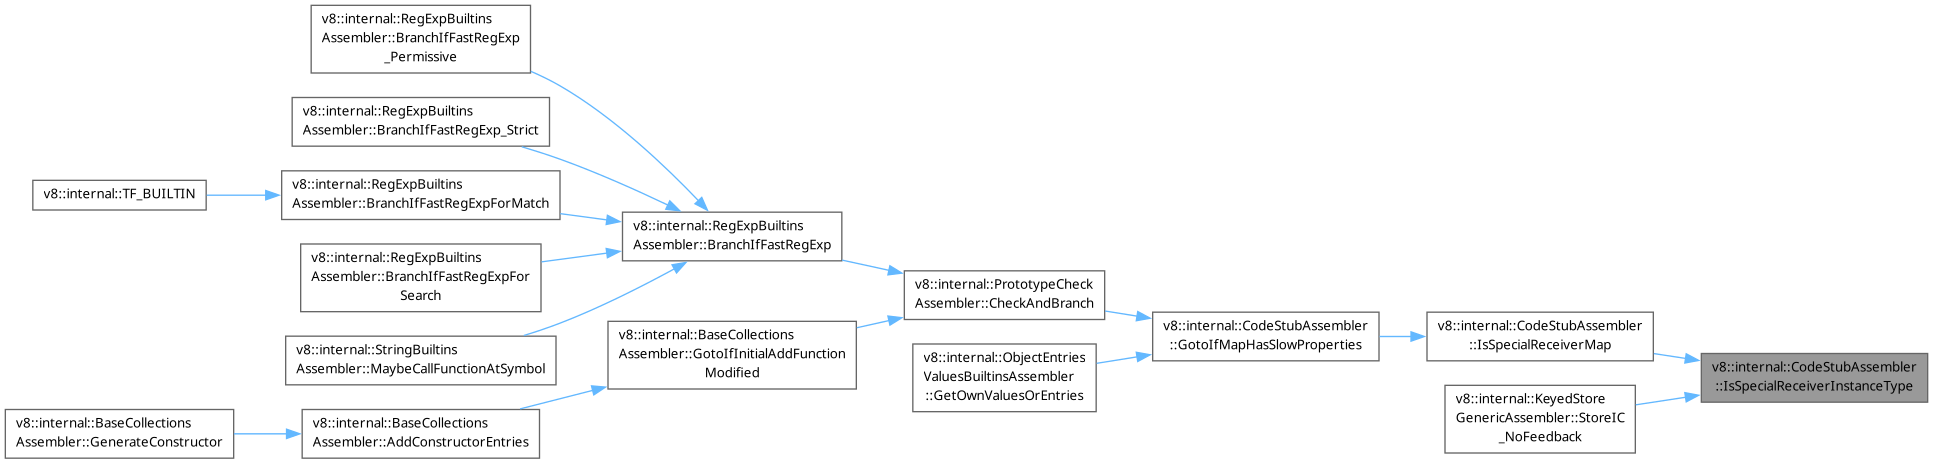 v8::internal::RegExpBuiltins
Assembler::BranchIfFastRegExp
_Permissive
v8::internal::RegExpBuiltins
Assembler::BranchIfFastRegExp_Strict
v8::internal::TF_BUILTIN
v8::internal::RegExpBuiltins
Assembler::BranchIfFastRegExpForMatch
v8::internal::RegExpBuiltins
Assembler::BranchIfFastRegExpFor
Search
v8::internal::StringBuiltins
Assembler::MaybeCallFunctionAtSymbol
v8::internal::BaseCollections
Assembler::GenerateConstructor
v8::internal::BaseCollections
Assembler::AddConstructorEntries
v8::internal::RegExpBuiltins
Assembler::BranchIfFastRegExp
v8::internal::BaseCollections
Assembler::GotoIfInitialAddFunction
Modified
v8::internal::PrototypeCheck
Assembler::CheckAndBranch
v8::internal::ObjectEntries
ValuesBuiltinsAssembler
::GetOwnValuesOrEntries
v8::internal::CodeStubAssembler
::GotoIfMapHasSlowProperties
v8::internal::CodeStubAssembler
::IsSpecialReceiverMap
v8::internal::KeyedStore
GenericAssembler::StoreIC
_NoFeedback
v8::internal::CodeStubAssembler
::IsSpecialReceiverInstanceType